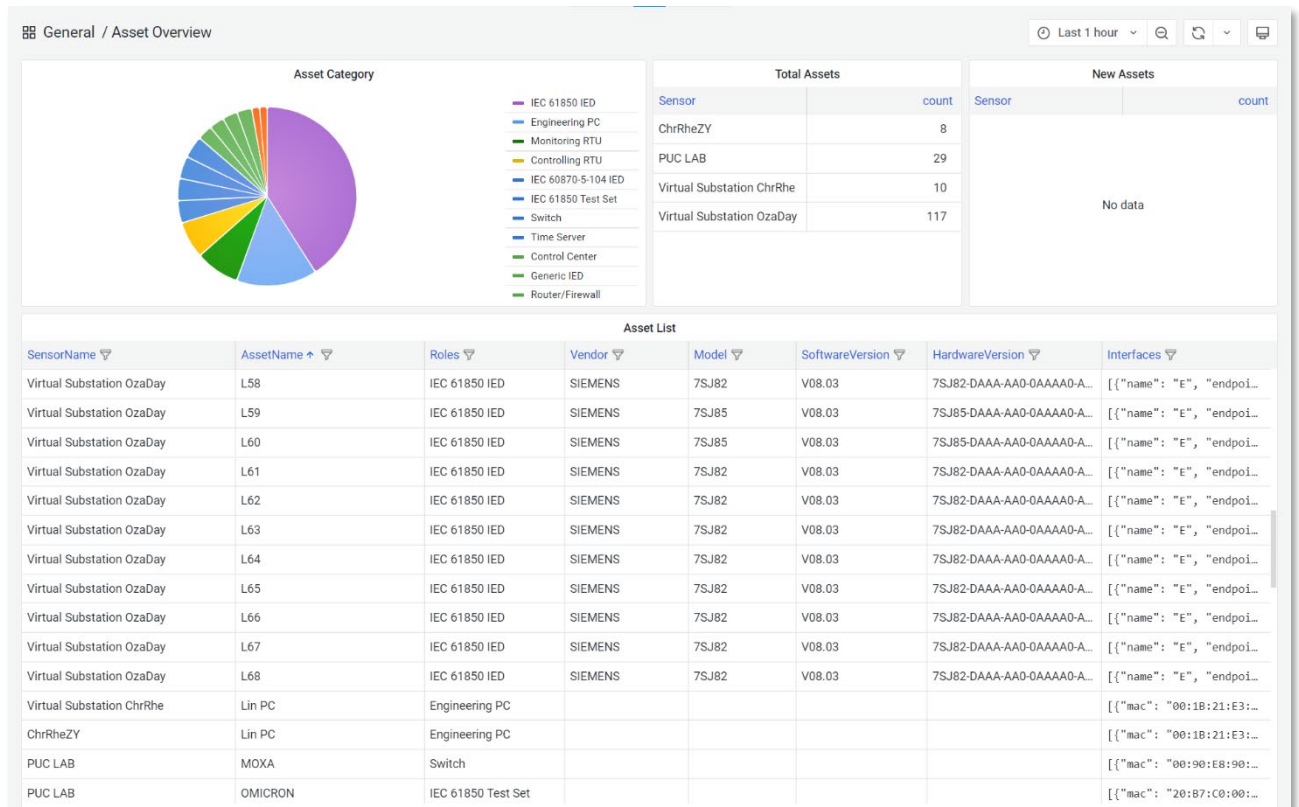 General / Asset Overview
Last 1 hour
Asset Category
IEC 61850 IED
Engineering PC
Monitoring RTU
Controlling RTU
IEC 60870-5-104 IED
IEC 61850 Test Set
Switch
Time Server
Control Center
Generic IED
Router/Firewall
Total Assets
Sensor count
ChrRheZY 8
PUC LAB 29
Virtual Substation ChrRhe 10
Virtual Substation OzaDay 117
New Assets
Sensor count
No data
Asset List
SensorName AssetName Roles Vendor Model SoftwareVersion HardwareVersion Interfaces
Virtual Substation OzaDay L58 IEC 61850 IED SIEMENS 7SJ82 V08.03 7SJ82-DAAA-AA0-0AAAA0-A... [{"name": "E", "endpoi...
Virtual Substation OzaDay L59 IEC 61850 IED SIEMENS 7SJ85 V08.03 7SJ85-DAAA-AA0-0AAAA0-A... [{"name": "E", "endpoi...
Virtual Substation OzaDay L60 IEC 61850 IED SIEMENS 7SJ85 V08.03 7SJ85-DAAA-AA0-0AAAA0-A... [{"name": "E", "endpoi...
Virtual Substation OzaDay L61 IEC 61850 IED SIEMENS 7SJ82 V08.03 7SJ82-DAAA-AA0-0AAAA0-A... [{"name": "E", "endpoi...
Virtual Substation OzaDay L62 IEC 61850 IED SIEMENS 7SJ82 V08.03 7SJ82-DAAA-AA0-0AAAA0-A... [{"name": "E", "endpoi...
Virtual Substation OzaDay L63 IEC 61850 IED SIEMENS 7SJ82 V08.03 7SJ82-DAAA-AA0-0AAAA0-A... [{"name": "E", "endpoi...
Virtual Substation OzaDay L64 IEC 61850 IED SIEMENS 7SJ82 V08.03 7SJ82-DAAA-AA0-0AAAA0-A... [{"name": "E", "endpoi...
Virtual Substation OzaDay L65 IEC 61850 IED SIEMENS 7SJ82 V08.03 7SJ82-DAAA-AA0-0AAAA0-A... [{"name": "E", "endpoi...
Virtual Substation OzaDay L66 IEC 61850 IED SIEMENS 7SJ82 V08.03 7SJ82-DAAA-AA0-0AAAA0-A... [{"name": "E", "endpoi...
Virtual Substation OzaDay L67 IEC 61850 IED SIEMENS 7SJ82 V08.03 7SJ82-DAAA-AA0-0AAAA0-A... [{"name": "E", "endpoi...
Virtual Substation OzaDay L68 IEC 61850 IED SIEMENS 7SJ82 V08.03 7SJ82-DAAA-AA0-0AAAA0-A... [{"name": "E", "endpoi...
Virtual Substation ChrRhe Lin PC Engineering PC [{"mac": "00:1B:21:E3:...
ChrRheZY Lin PC Engineering PC [{"mac": "00:1B:21:E3:...
PUC LAB MOXA Switch [{"mac": "00:90:E8:90:...
PUC LAB OMICRON IEC 61850 Test Set [{"mac": "20:B7:C0:00:...